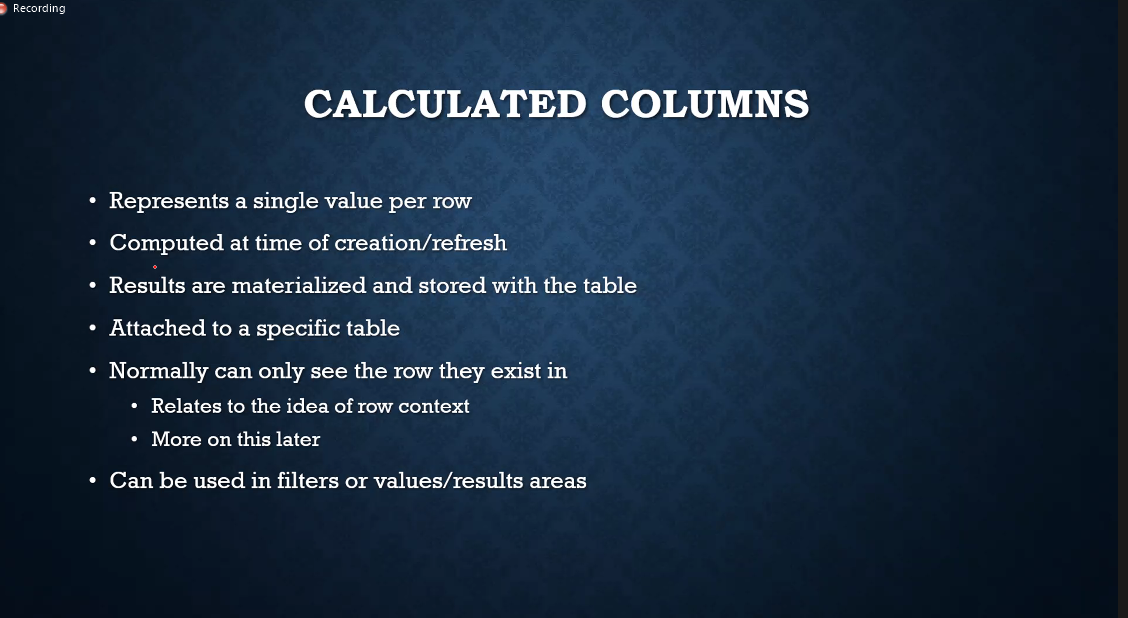 Recording
CALCULATED COLUMNS
• Represents a single value per row
• Computed at time of creation/refresh
• Results are materialized and stored with the table
• Attached to a specific table
• Normally can only see the row they exist in
• Relates to the idea of row context
• More on this later
• Can be used in filters or values/results areas